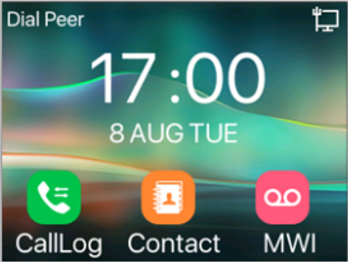 Dial Peer
17:00
8 AUG TUE
CallLog Contact MWI